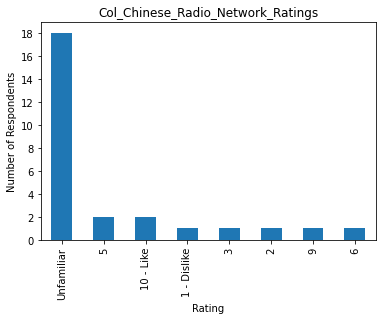 Col_Chinese_Radio_Network_Ratings
Number of Respondents
18
16
14
12
10
8
6
4
2
0
Unfamiliar
5
10 - Like
1 - Dislike
3
2
9
6
Rating